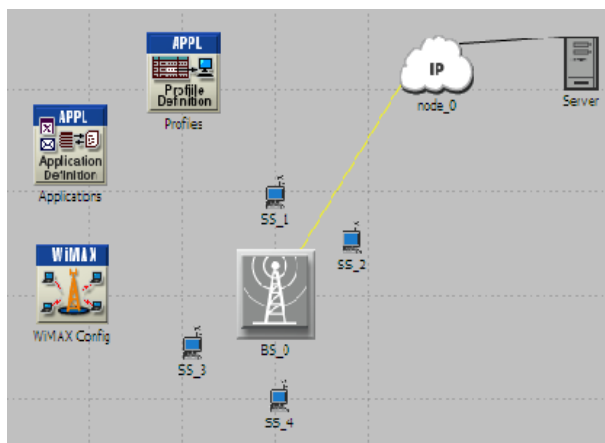 APPL
Profile
Definition
Profiles
IP
node_0
Server
APPL
Application
Definition
Applications
SS_1
SS_2
WiMAX
WiMAX Config
BS_0
SS_3
SS_4